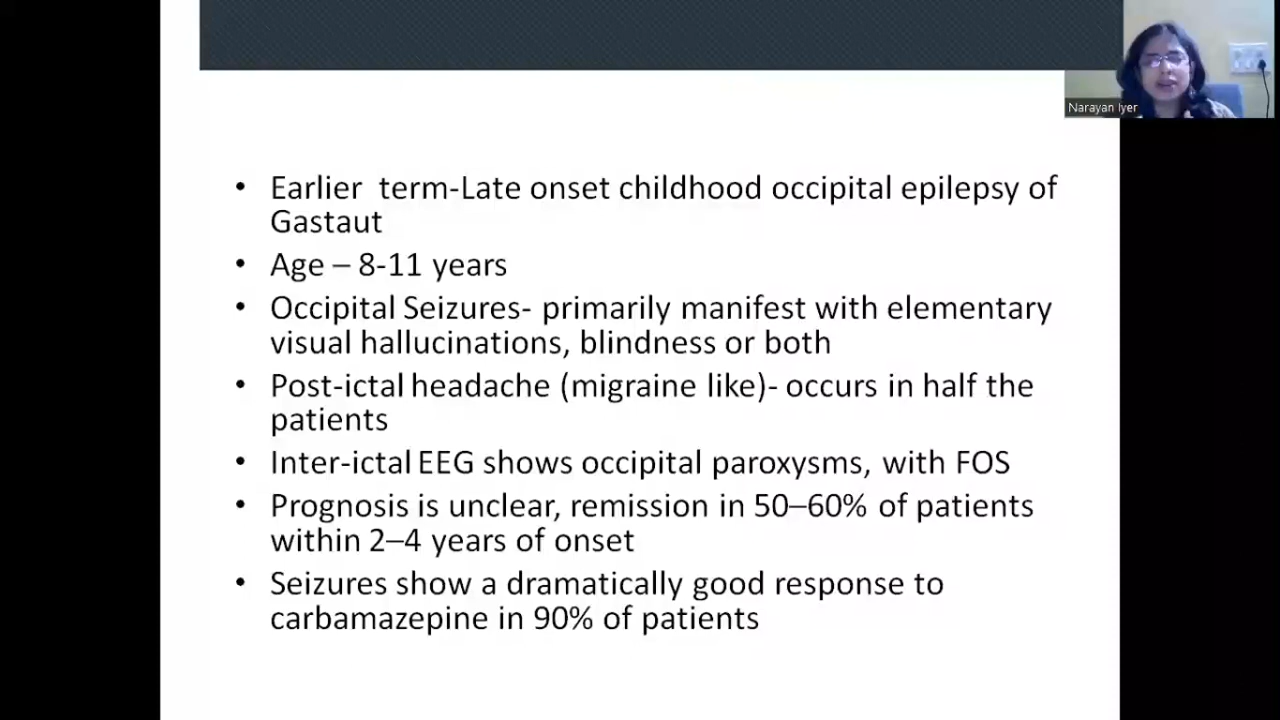 Narayan Iyer
• Earlier term-Late onset childhood occipital epilepsy of
Gastaut
• Age – 8-11 years
• Occipital Seizures- primarily manifest with elementary
visual hallucinations, blindness or both
• Post-ictal headache (migraine like)- occurs in half the
patients
• Inter-ictal EEG shows occipital paroxysms, with FOS
• Prognosis is unclear, remission in 50–60% of patients
within 2–4 years of onset
• Seizures show a dramatically good response to
carbamazepine in 90% of patients